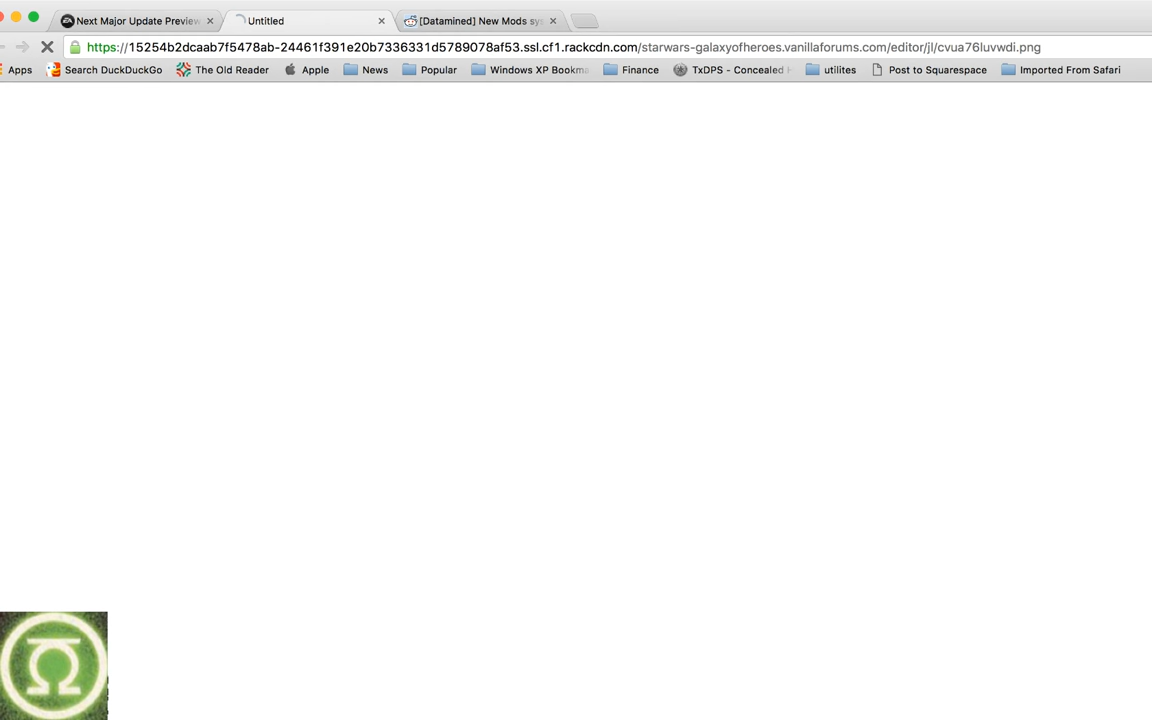 Next Major Update Preview
Untitled
[Datamined] New Mods sys
https://15254b2dcaab7f5478ab-24461f391e20b7336331d5789078af53.ssl.cf1.rackcdn.com/starwars-galaxyofheroes.vanillaforums.com/editor/jl/cvua76luvwdi.png
Apps Search DuckDuckGo The Old Reader Apple News Popular Windows XP Bookma Finance TxDPS - Concealed H utilites Post to Squarespace Imported From Safari